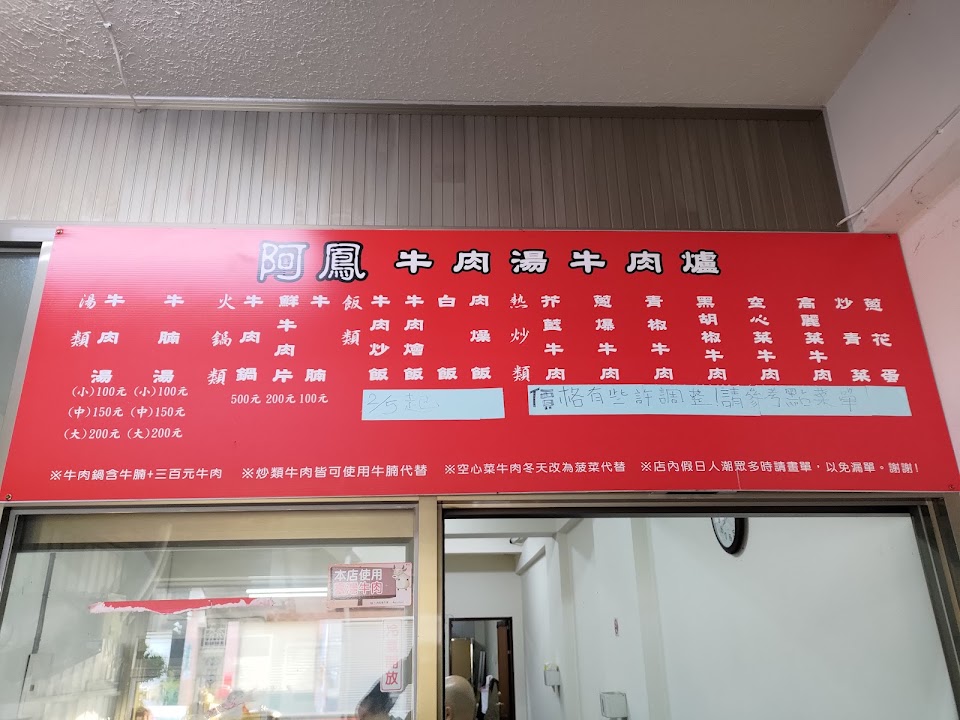 阿鳳 牛肉湯牛肉爐
湯類
牛肉湯
(小)100元
(中)150元
(大)200元
牛腩湯
(小)100元
(中)150元
(大)200元
火鍋類
牛肉鍋
500元
鮮牛肉片
200元
牛腩
100元
飯類
牛肉炒飯
牛肉燴飯
白飯
肉燥飯
2/5起.
熱炒類
芥藍牛肉
蔥爆牛肉
青椒牛肉
黑胡椒牛肉
空心菜牛肉
高麗菜牛肉
炒青菜
蔥花蛋
價格有些許調整!請參考點菜單!
※牛肉鍋含牛腩+三百元牛肉 ※炒類牛肉皆可使用牛腩代替 ※空心菜牛肉冬天改為菠菜代替 ※店內假日人潮眾多時請畫單，以免漏單。謝謝!
本店使用